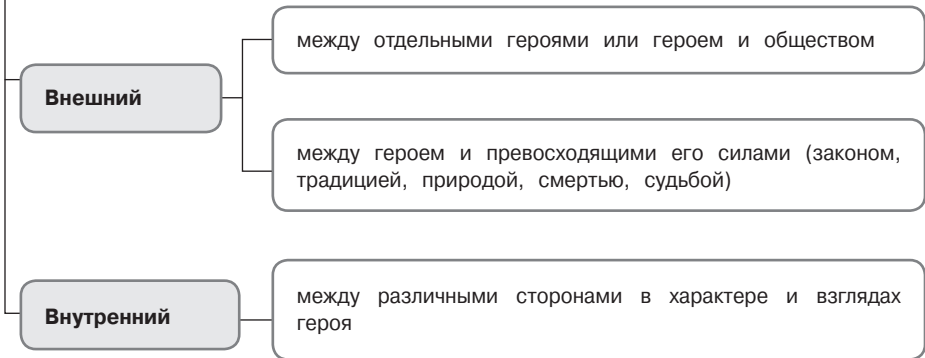 между отдельными героями или героем и обществом
Внешний
между героем и превосходящими его силами (законом,
традицией, природой, смертью, судьбой)
между различными сторонами в характере и взглядах
героя
Внутренний